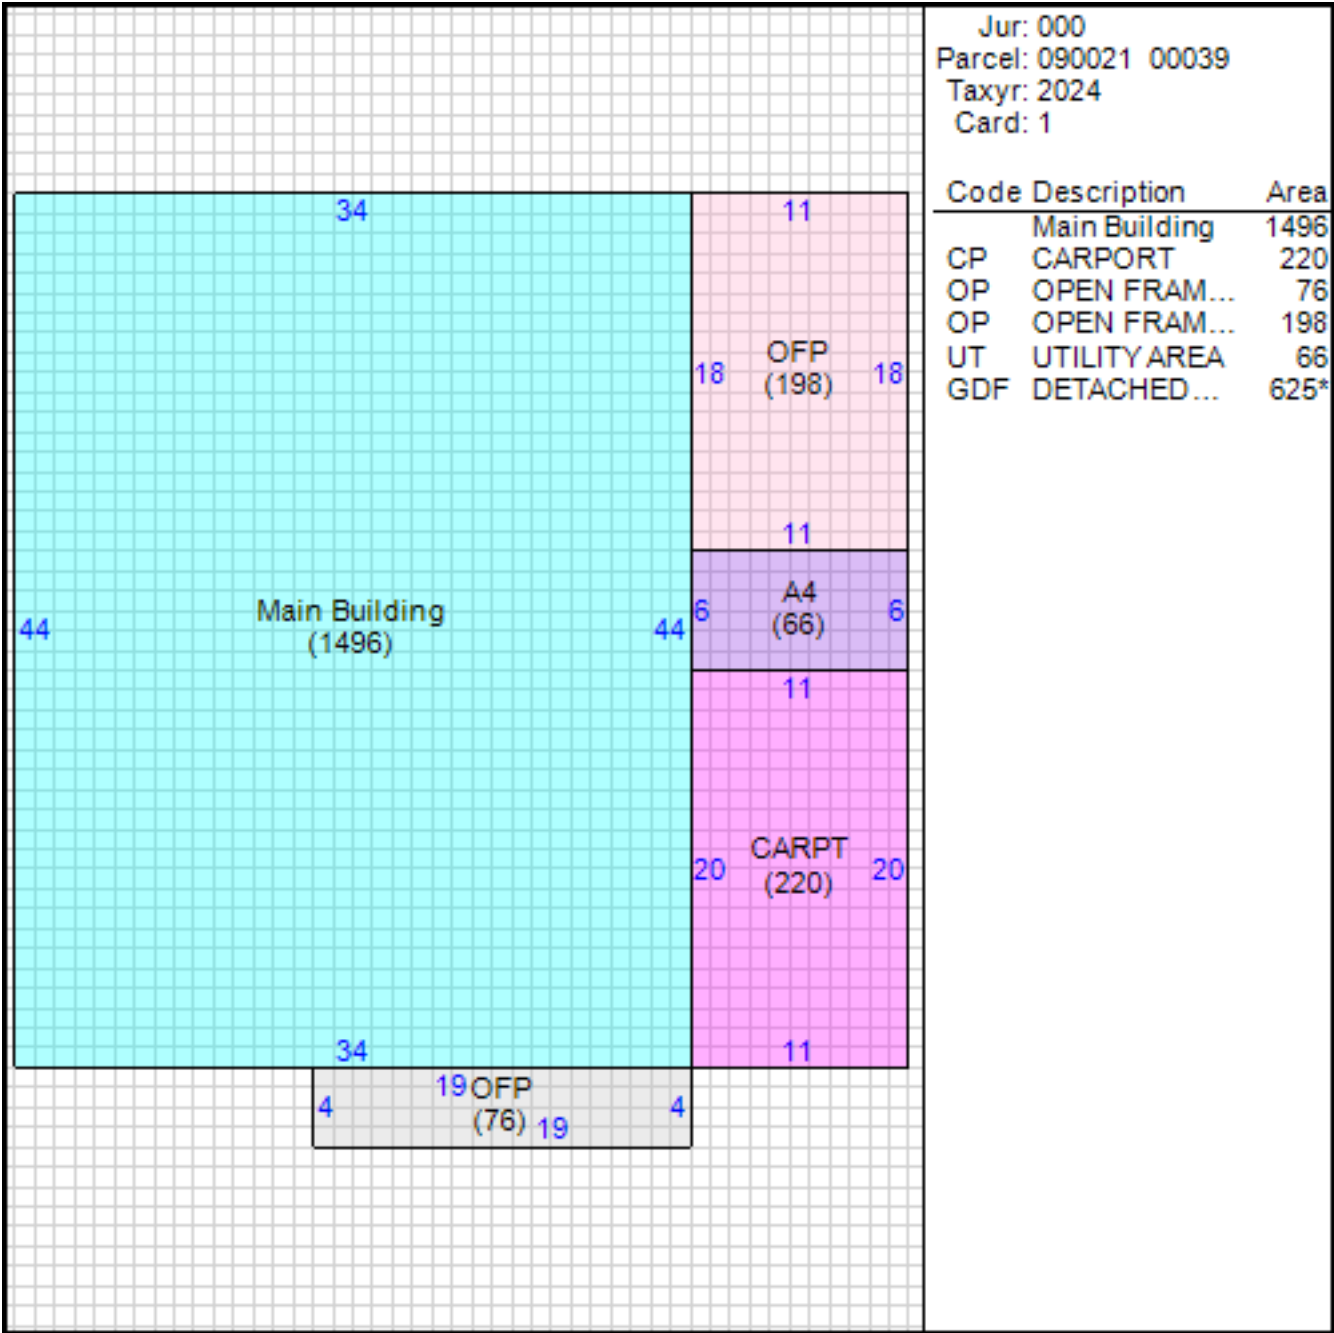 Jur: 000
Parcel: 090021 00039
Taxyr: 2024
Card: 1
Code Description Area
Main Building 1496
CP CARPORT 220
OP OPEN FRAM... 76
OP OPEN FRAM... 198
UT UTILITY AREA 66
GDF DETACHED... 625*
34
11
OFP
(198)
18
18
11
A4
(66)
6
6
Main Building
(1496)
44
44
11
CARPT
(220)
20
20
34
11
19 OFP
(76)
4
4
19